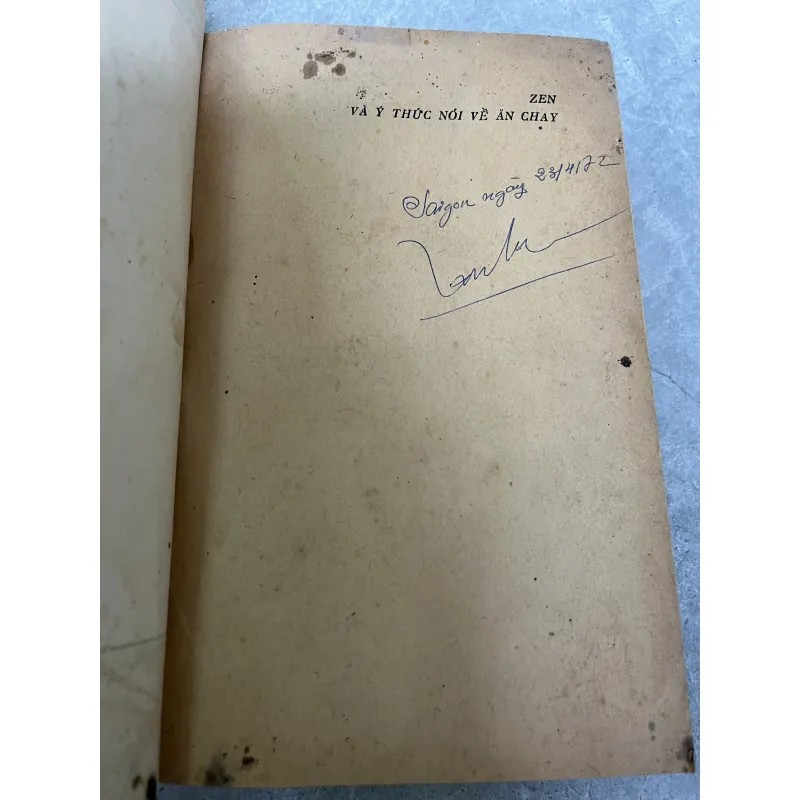 ZEN
VÀ Ý THỨC NÓI VỀ ĂN CHAY
Saigon ngày 23/4/72